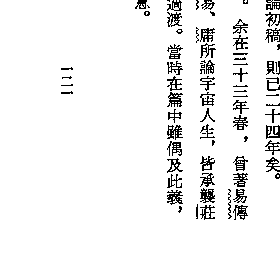 論初稿，則已二十四年矣。
。余在三十三年春，曾著易傳
易、庸所論宇宙人生，皆承襲莊
過渡。當時在篇中雖偶及此義，
意。
一二一